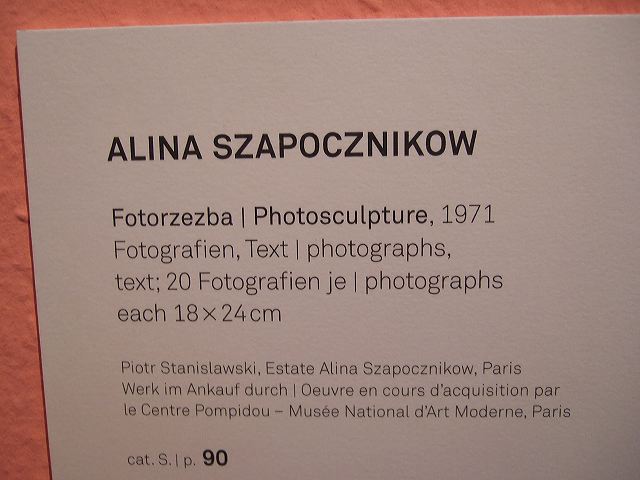 ALINA SZAPOCZNIKOW
Fotorzezba | Photosculpture, 1971
Fotografien, Text | photographs,
text; 20 Fotografien je | photographs
each 18 × 24 cm
Piotr Stanislawski, Estate Alina Szapocznikow, Paris
Werk im Ankauf durch | Oeuvre en cours d'acquisition par
le Centre Pompidou – Musée National d'Art Moderne, Paris
cat. S. | p. 90